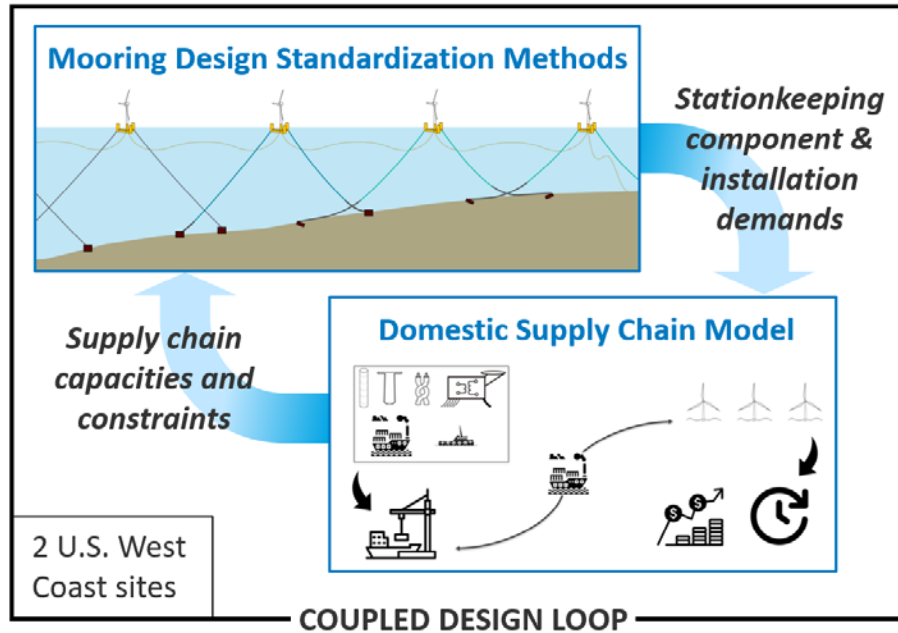 Mooring Design Standardization Methods
Stationkeeping
component &
installation
demands
Supply chain
capacities and
constraints
Domestic Supply Chain Model
$ $
2 U.S. West
Coast sites
COUPLED DESIGN LOOP